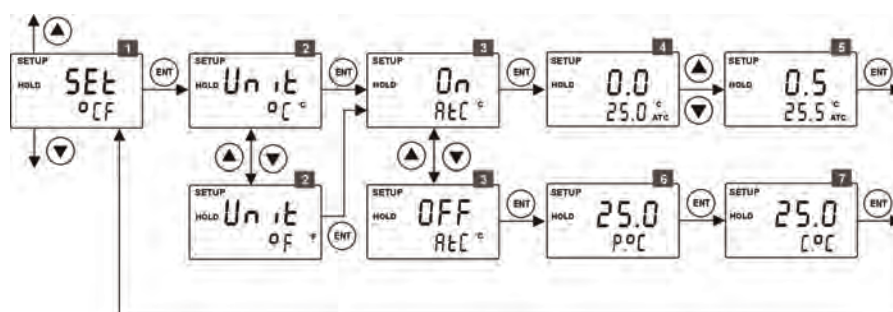 1
SETUP
HOLD
SEt
°CF
ENT
2
SETUP
HOLD
Unit
°C °C
ENT
3
SETUP
HOLD
On
AtC °C
ENT
4
SETUP
HOLD
0.0
25.0 °C ATC
5
SETUP
HOLD
0.5
25.5 °C ATC
ENT
2
SETUP
HOLD
Unit
°F °F
ENT
3
SETUP
HOLD
OFF
AtC °C
ENT
6
SETUP
HOLD
25.0
P.°C
ENT
7
SETUP
HOLD
25.0
C.°C
ENT